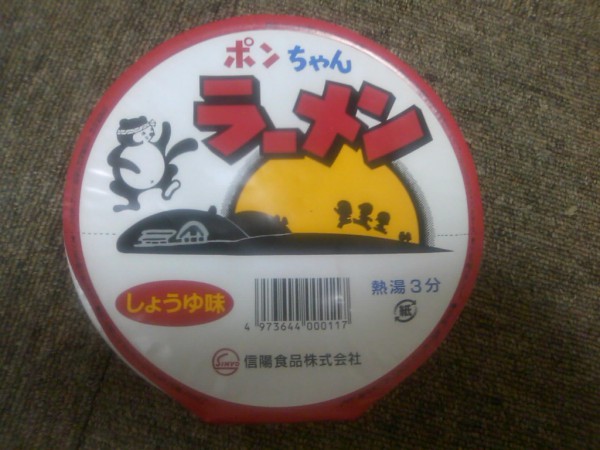 ポンちゃん
ラーメン
しょうゆ味
4 973644 000117
熱湯3分
紙
信陽食品株式会社